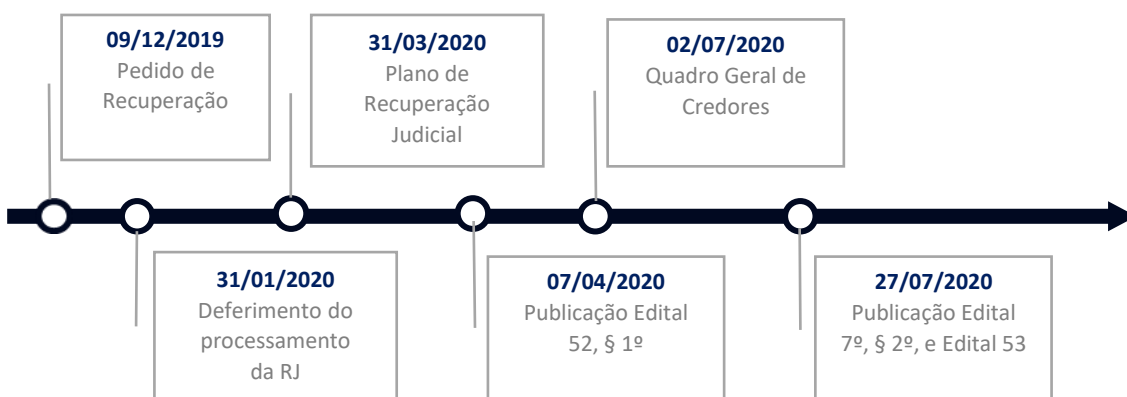 09/12/2019
Pedido de
Recuperação
31/03/2020
Plano de
Recuperação
Judicial
02/07/2020
Quadro Geral de
Credores
31/01/2020
Deferimento do
processamento
da RJ
07/04/2020
Publicação Edital
52, § 1º
27/07/2020
Publicação Edital
7º, § 2º, e Edital 53